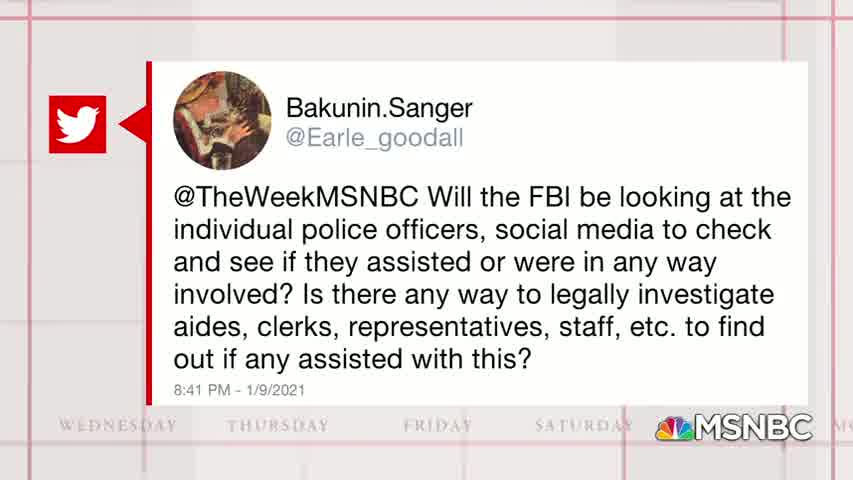 Bakunin.Sanger
@Earle_goodall
@TheWeekMSNBC Will the FBI be looking at the
individual police officers, social media to check
and see if they assisted or were in any way
involved? Is there any way to legally investigate
aides, clerks, representatives, staff, etc. to find
out if any assisted with this?
8:41 PM - 1/9/2021
WEDNESDAY THURSDAY FRIDAY SATURDAY
MSNBC